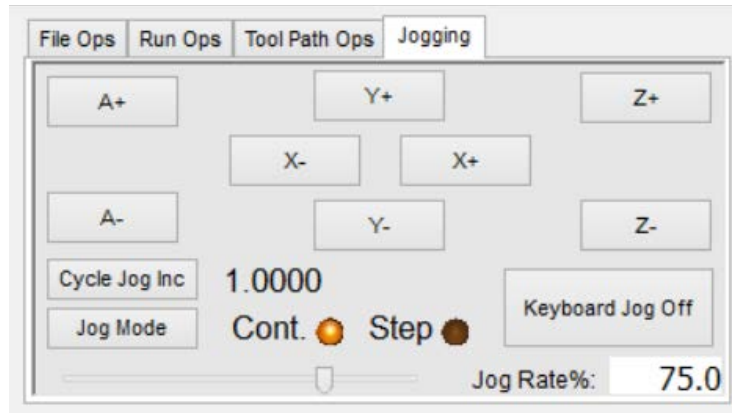 File Ops Run Ops Tool Path Ops Jogging
A+ Y+ Z+
X- X+
A- Y- Z-
Cycle Jog Inc 1.0000
Keyboard Jog Off
Jog Mode Cont. Step
Jog Rate%: 75.0